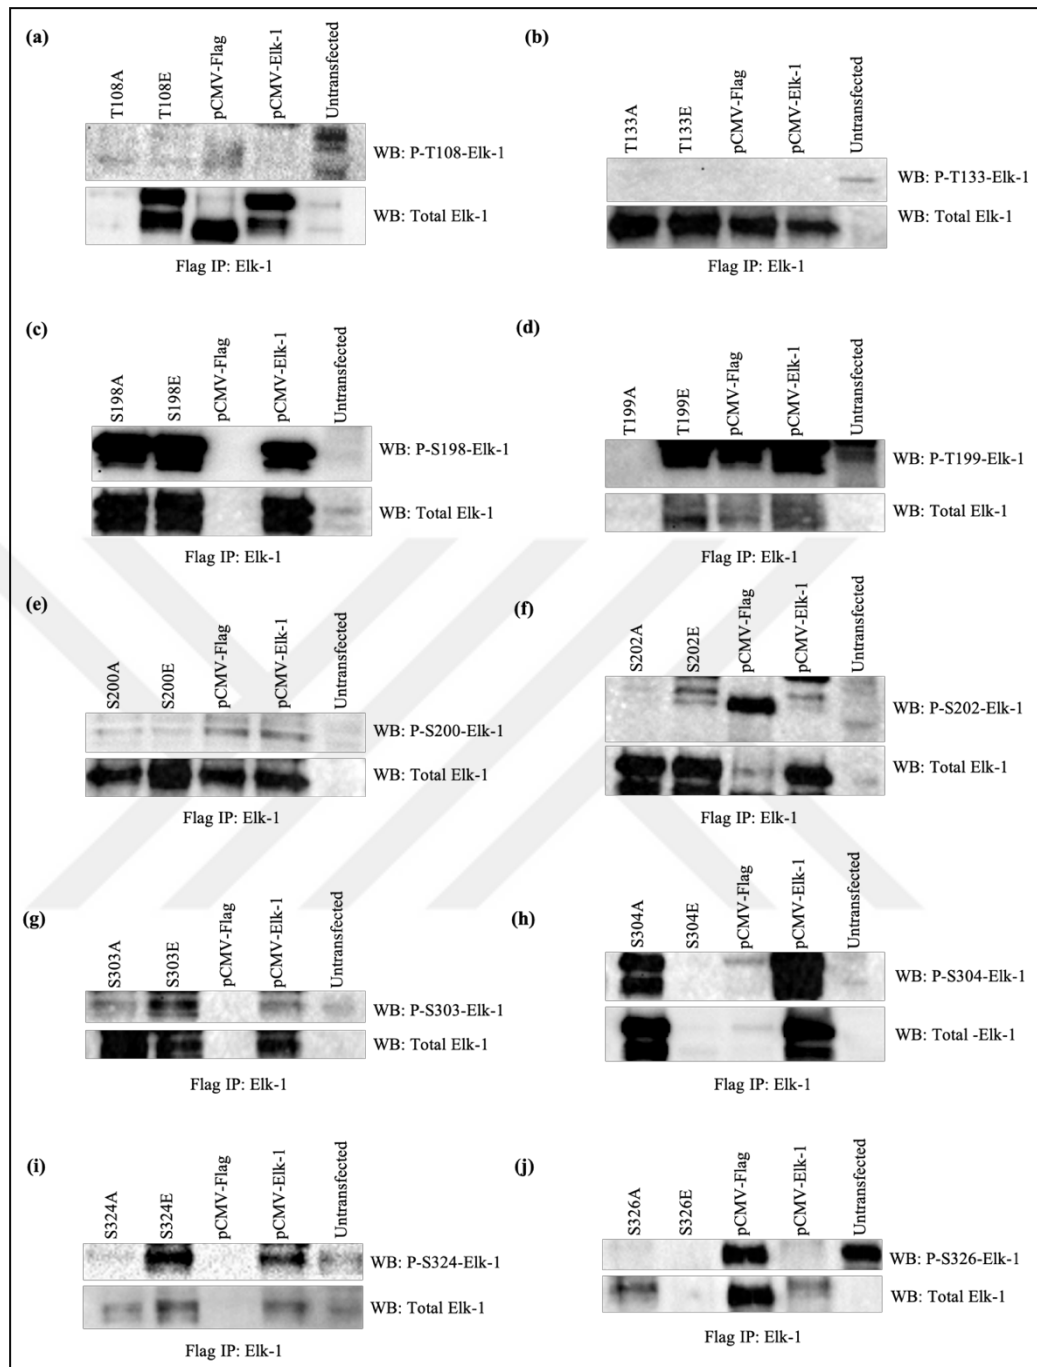 (a)
T108A
T108E
pCMV-Flag
pCMV-Elk-1
Untransfected
WB: P-T108-Elk-1
WB: Total Elk-1
Flag IP: Elk-1
(b)
T133A
T133E
pCMV-Flag
pCMV-Elk-1
Untransfected
WB: P-T133-Elk-1
WB: Total Elk-1
Flag IP: Elk-1
(c)
S198A
S198E
pCMV-Flag
pCMV-Elk-1
Untransfected
WB: P-S198-Elk-1
WB: Total Elk-1
Flag IP: Elk-1
(d)
T199A
T199E
pCMV-Flag
pCMV-Elk-1
Untransfected
WB: P-T199-Elk-1
WB: Total Elk-1
Flag IP: Elk-1
(e)
S200A
S200E
pCMV-Flag
pCMV-Elk-1
Untransfected
WB: P-S200-Elk-1
WB: Total Elk-1
Flag IP: Elk-1
(f)
S202A
S202E
pCMV-Flag
pCMV-Elk-1
Untransfected
WB: P-S202-Elk-1
WB: Total Elk-1
Flag IP: Elk-1
(g)
S303A
S303E
pCMV-Flag
pCMV-Elk-1
Untransfected
WB: P-S303-Elk-1
WB: Total Elk-1
Flag IP: Elk-1
(h)
S304A
S304E
pCMV-Flag
pCMV-Elk-1
Untransfected
WB: P-S304-Elk-1
WB: Total -Elk-1
Flag IP: Elk-1
(i)
S324A
S324E
pCMV-Flag
pCMV-Elk-1
Untransfected
WB: P-S324-Elk-1
WB: Total Elk-1
Flag IP: Elk-1
(j)
S326A
S326E
pCMV-Flag
pCMV-Elk-1
Untransfected
WB: P-S326-Elk-1
WB: Total Elk-1
Flag IP: Elk-1